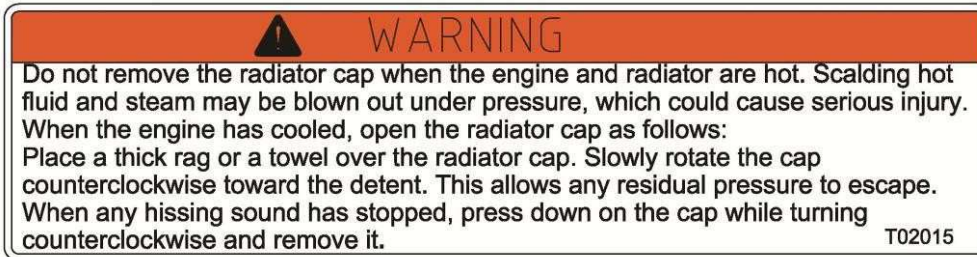 WARNING
Do not remove the radiator cap when the engine and radiator are hot. Scalding hot
fluid and steam may be blown out under pressure, which could cause serious injury.
When the engine has cooled, open the radiator cap as follows:
Place a thick rag or a towel over the radiator cap. Slowly rotate the cap
counterclockwise toward the detent. This allows any residual pressure to escape.
When any hissing sound has stopped, press down on the cap while turning
counterclockwise and remove it.
T02015